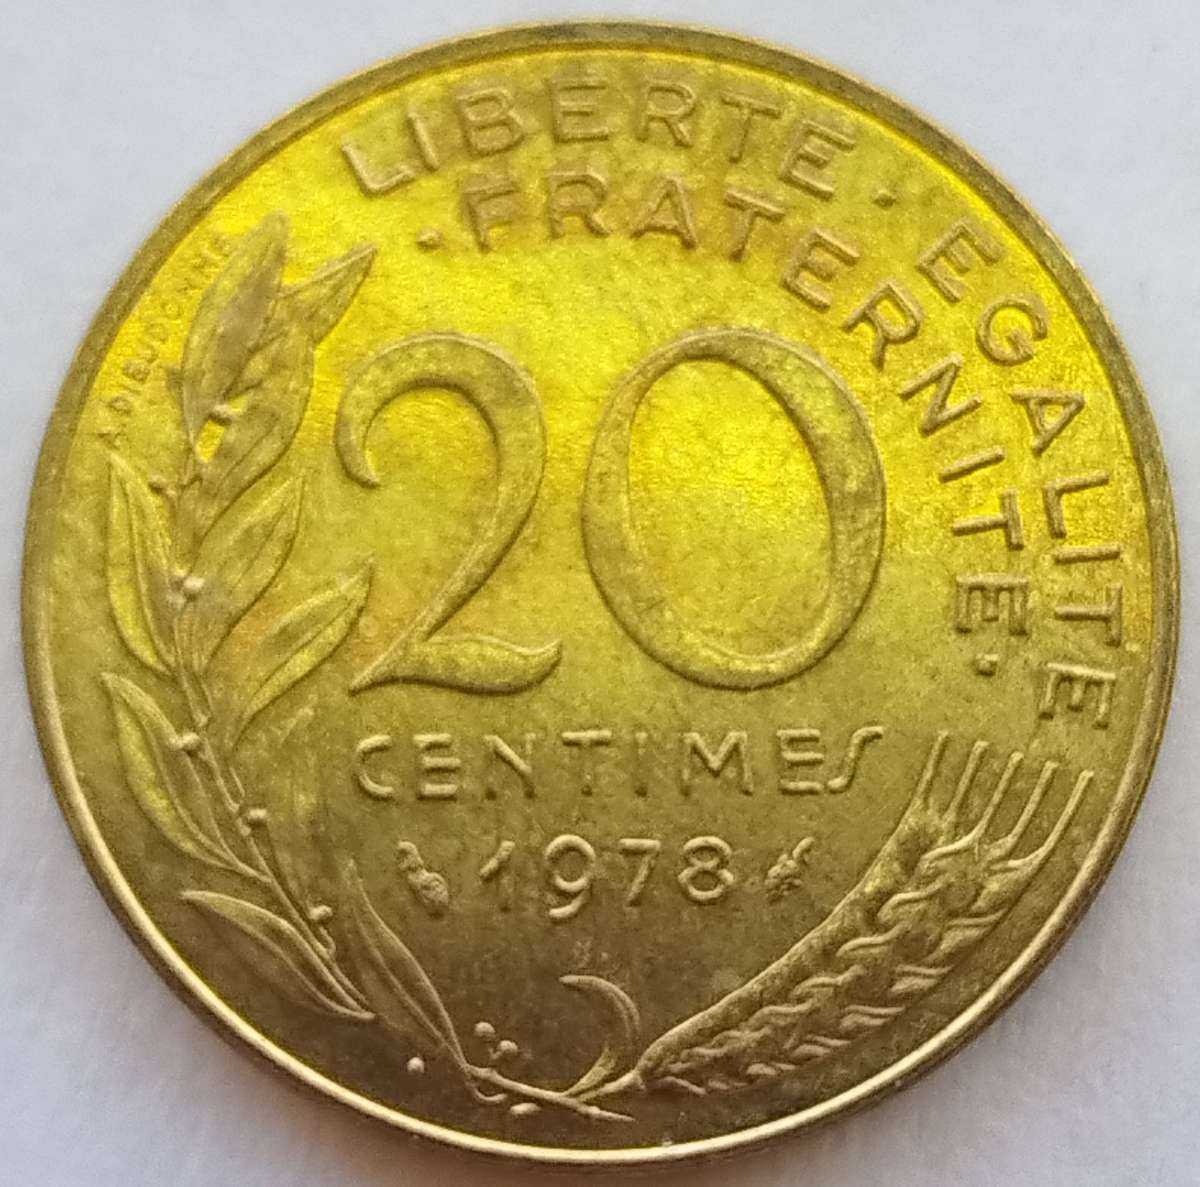 LIBERTE · EGALITE
· FRATERNITE ·
A.DIEUDONNE
20
CENTIMES
1978